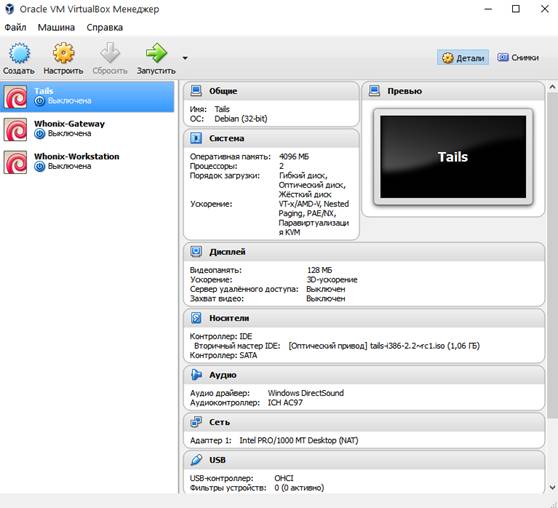 Oracle VM VirtualBox Менеджер
Файл Машина Справка
Создать Настроить Сбросить Запустить Детали Снимки
Tails
Выключена
Whonix-Gateway
Выключена
Whonix-Workstation
Выключена
Общие
Имя: Tails
ОС: Debian (32-bit)
Система
Оперативная память: 4096 МБ
Процессоры: 2
Порядок загрузки: Гибкий диск,
Оптический диск,
Жёсткий диск
Ускорение: VT-x/AMD-V, Nested
Paging, PAE/NX,
Паравиртуализаци
я KVM
Превью
Tails
Дисплей
Видеопамять: 128 МБ
Ускорение: 3D-ускорение
Сервер удалённого доступа: Выключен
Захват видео: Выключен
Носители
Контроллер: IDE
Вторичный мастер IDE: [Оптический привод] tails-i386-2.2~rc1.iso (1,06 ГБ)
Контроллер: SATA
Аудио
Аудио драйвер: Windows DirectSound
Аудиоконтроллер: ICH AC97
Сеть
Адаптер 1: Intel PRO/1000 MT Desktop (NAT)
USB
USB-контроллер: OHCI
Фильтры устройств: 0 (0 активно)